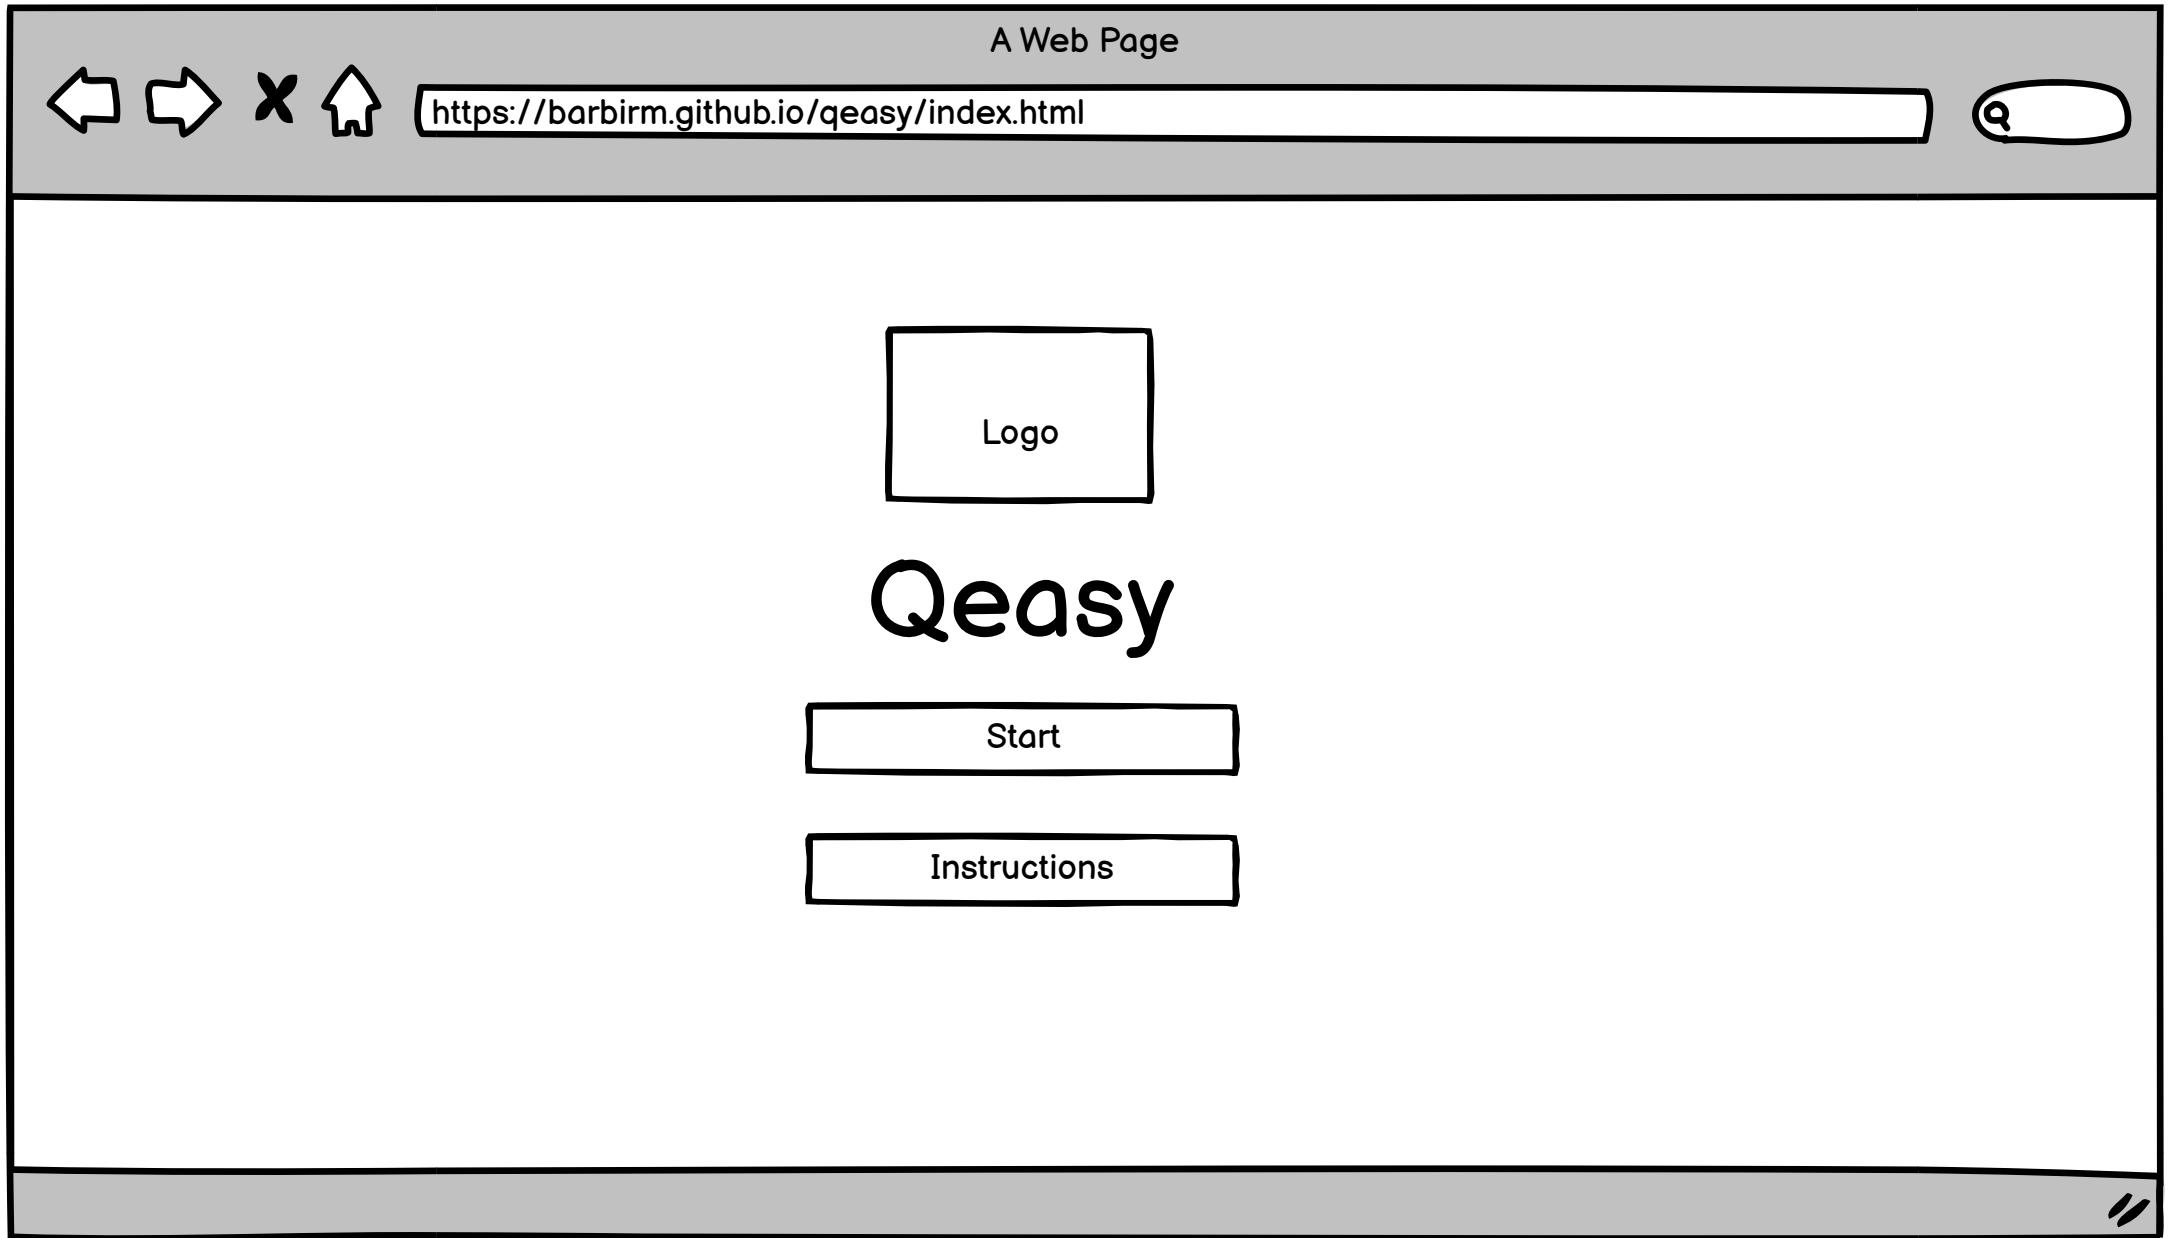 A Web Page
https://barbirm.github.io/qeasy/index.html
Logo
Qeasy
Start
Instructions